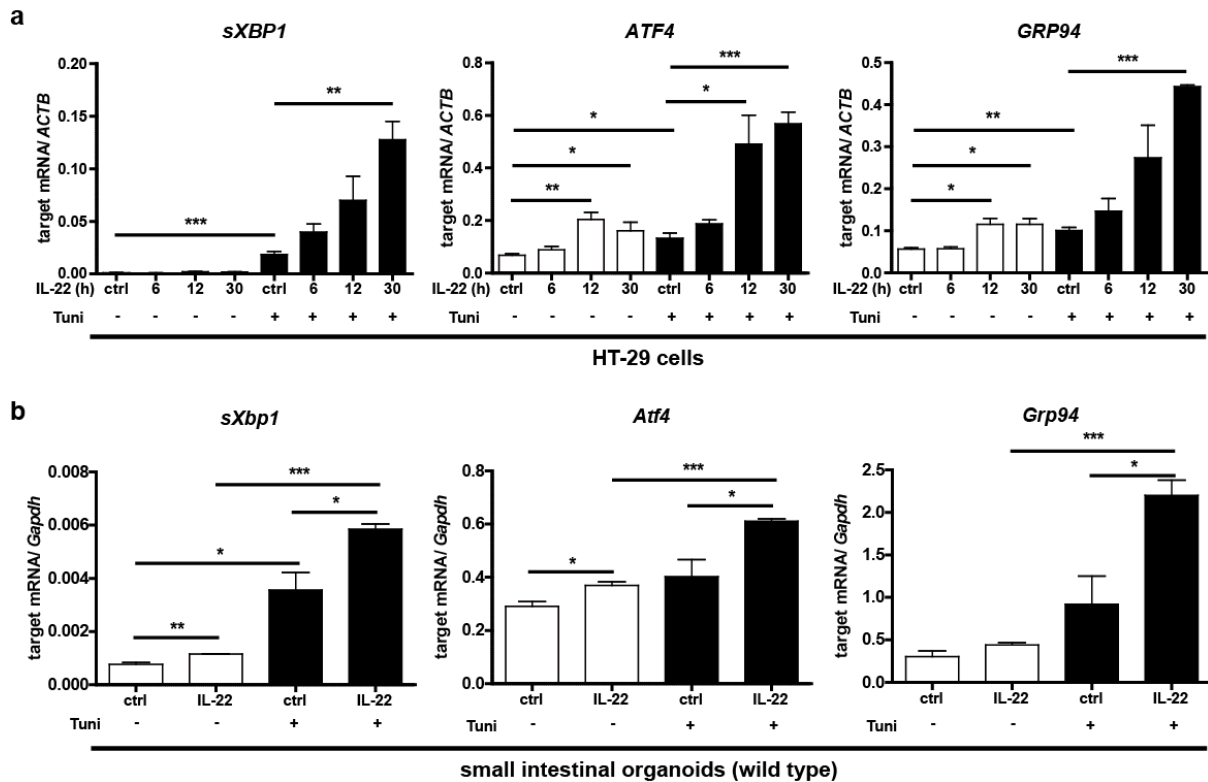 a
sXBP1 ATF4 GRP94
target mRNA/ ACTB
0.20
0.15
0.10
0.05
0.00
***
**
IL-22 (h) ctrl 6 12 30 ctrl 6 12 30
Tuni - - - - + + + +
target mRNA/ ACTB
0.8
0.6
0.4
0.2
0.0
***
*
*
*
**
IL-22 (h) ctrl 6 12 30 ctrl 6 12 30
- - - - + + + +
target mRNA/ ACTB
0.5
0.4
0.3
0.2
0.1
0.0
***
**
*
*
IL-22 (h) ctrl 6 12 30 ctrl 6 12 30
- - - - + + + +
HT-29 cells
b
sXbp1 Atf4 Grp94
target mRNA/ Gapdh
0.008
0.006
0.004
0.002
0.000
***
*
*
**
ctrl IL-22 ctrl IL-22
Tuni - - + +
target mRNA/ Gapdh
0.8
0.6
0.4
0.2
0.0
***
*
*
ctrl IL-22 ctrl IL-22
- - + +
target mRNA/ Gapdh
2.5
2.0
1.5
1.0
0.5
0.0
***
*
ctrl IL-22 ctrl IL-22
- - + +
small intestinal organoids (wild type)